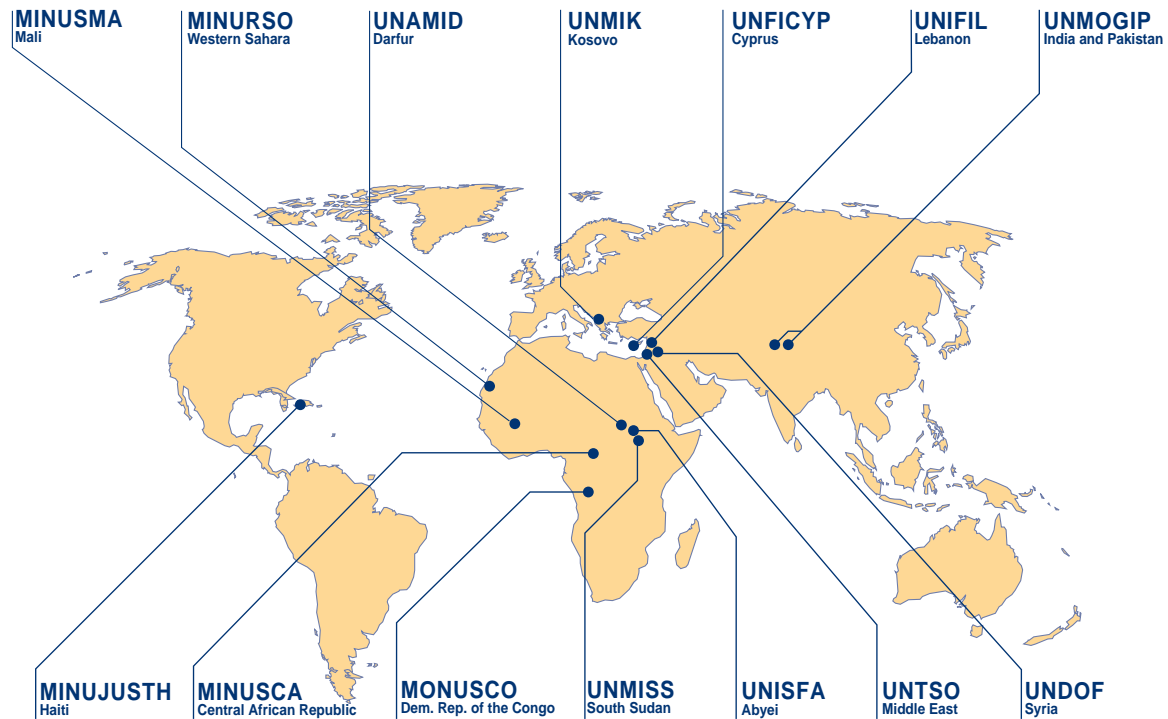 MINUSMA
Mali
MINURSO
Western Sahara
UNAMID
Darfur
UNMIK
Kosovo
UNFICYP
Cyprus
UNIFIL
Lebanon
UNMOGIP
India and Pakistan
MINUJUSTH
Haiti
MINUSCA
Central African Republic
MONUSCO
Dem. Rep. of the Congo
UNMISS
South Sudan
UNISFA
Abyei
UNTSO
Middle East
UNDOF
Syria